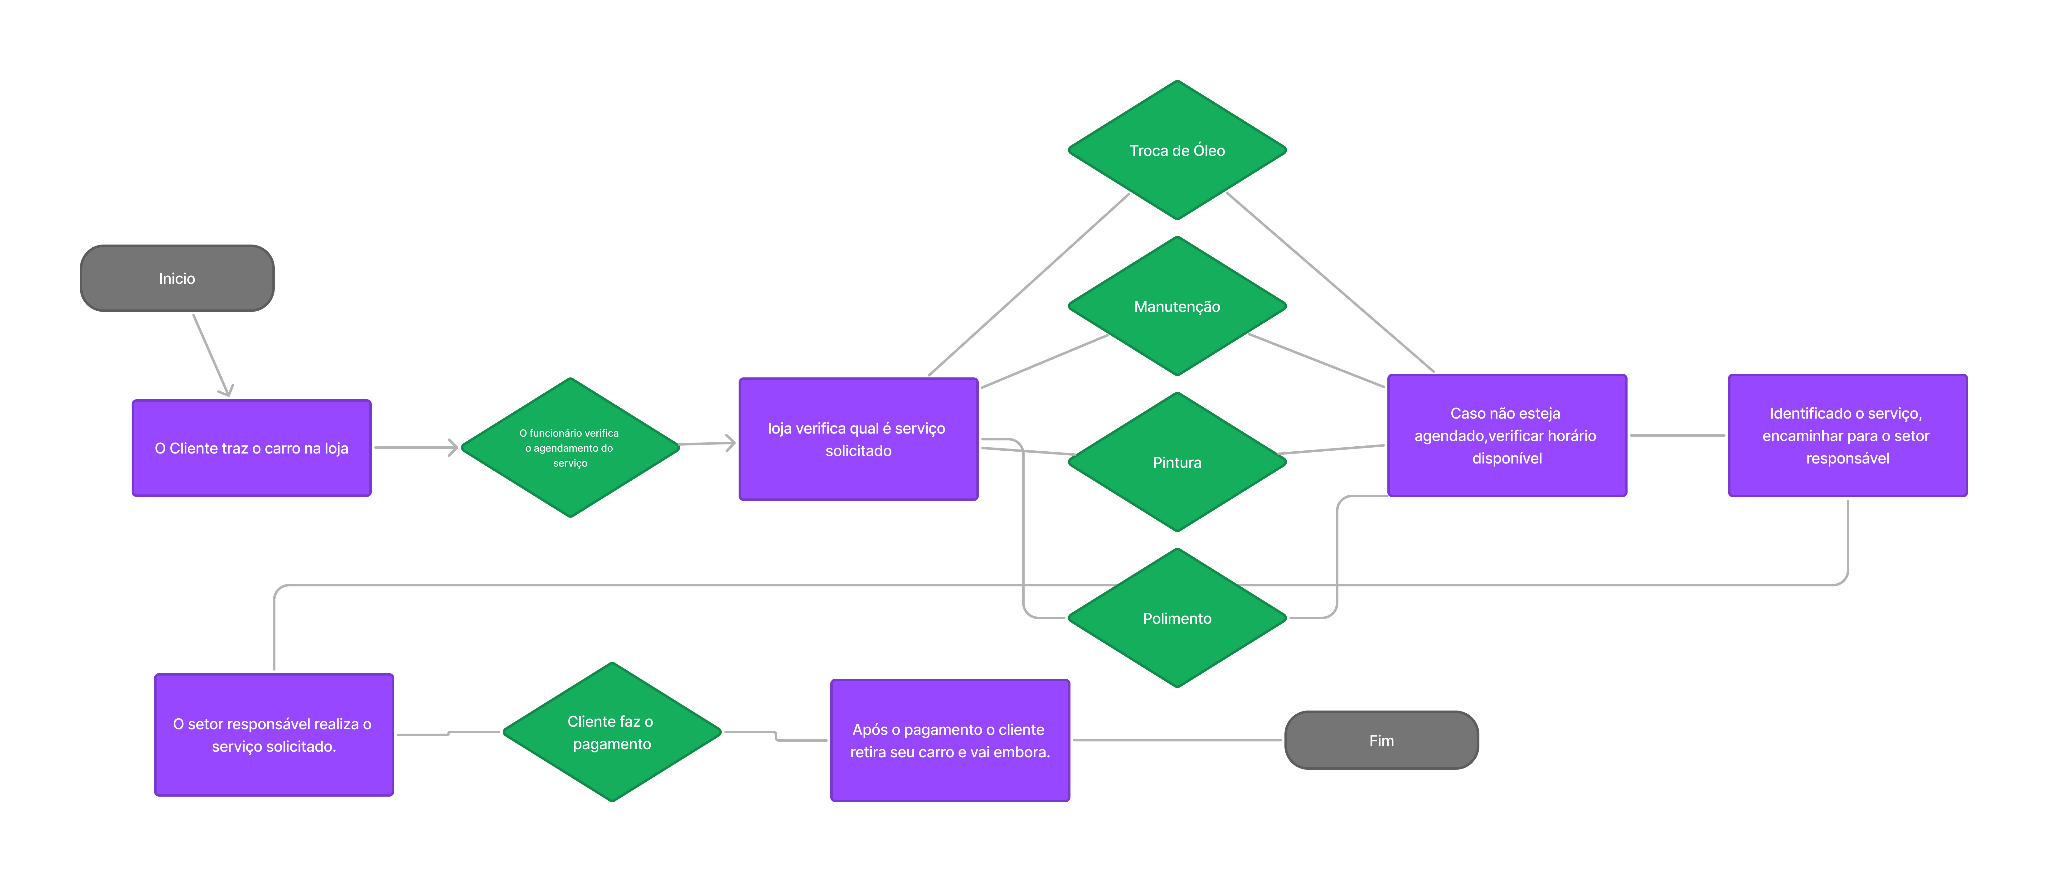 Inicio
O Cliente traz o carro na loja
O funcionário verifica
o agendamento do
serviço
loja verifica qual é serviço
solicitado
Troca de Óleo
Manutenção
Pintura
Polimento
Caso não esteja
agendado,verificar horário
disponível
Identificado o serviço,
encaminhar para o setor
responsável
O setor responsável realiza o
serviço solicitado.
Cliente faz o
pagamento
Após o pagamento o cliente
retira seu carro e vai embora.
Fim